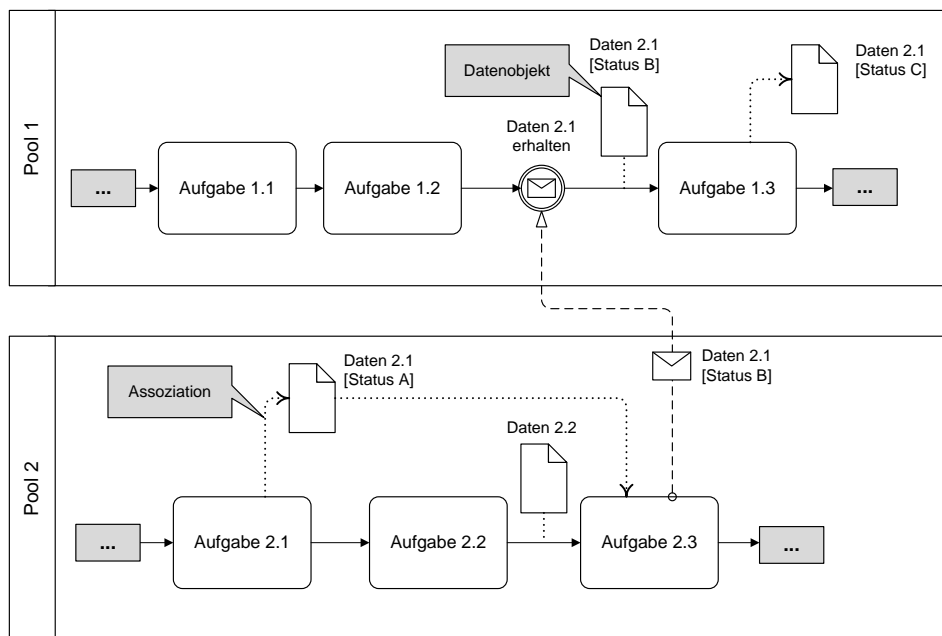 Pool 1
Datenobjekt
Daten 2.1
[Status B]
Daten 2.1
[Status C]
Daten 2.1
erhalten
...
Aufgabe 1.1
Aufgabe 1.2
Aufgabe 1.3
...
Pool 2
Assoziation
Daten 2.1
[Status A]
Daten 2.1
[Status B]
Daten 2.2
...
Aufgabe 2.1
Aufgabe 2.2
Aufgabe 2.3
...